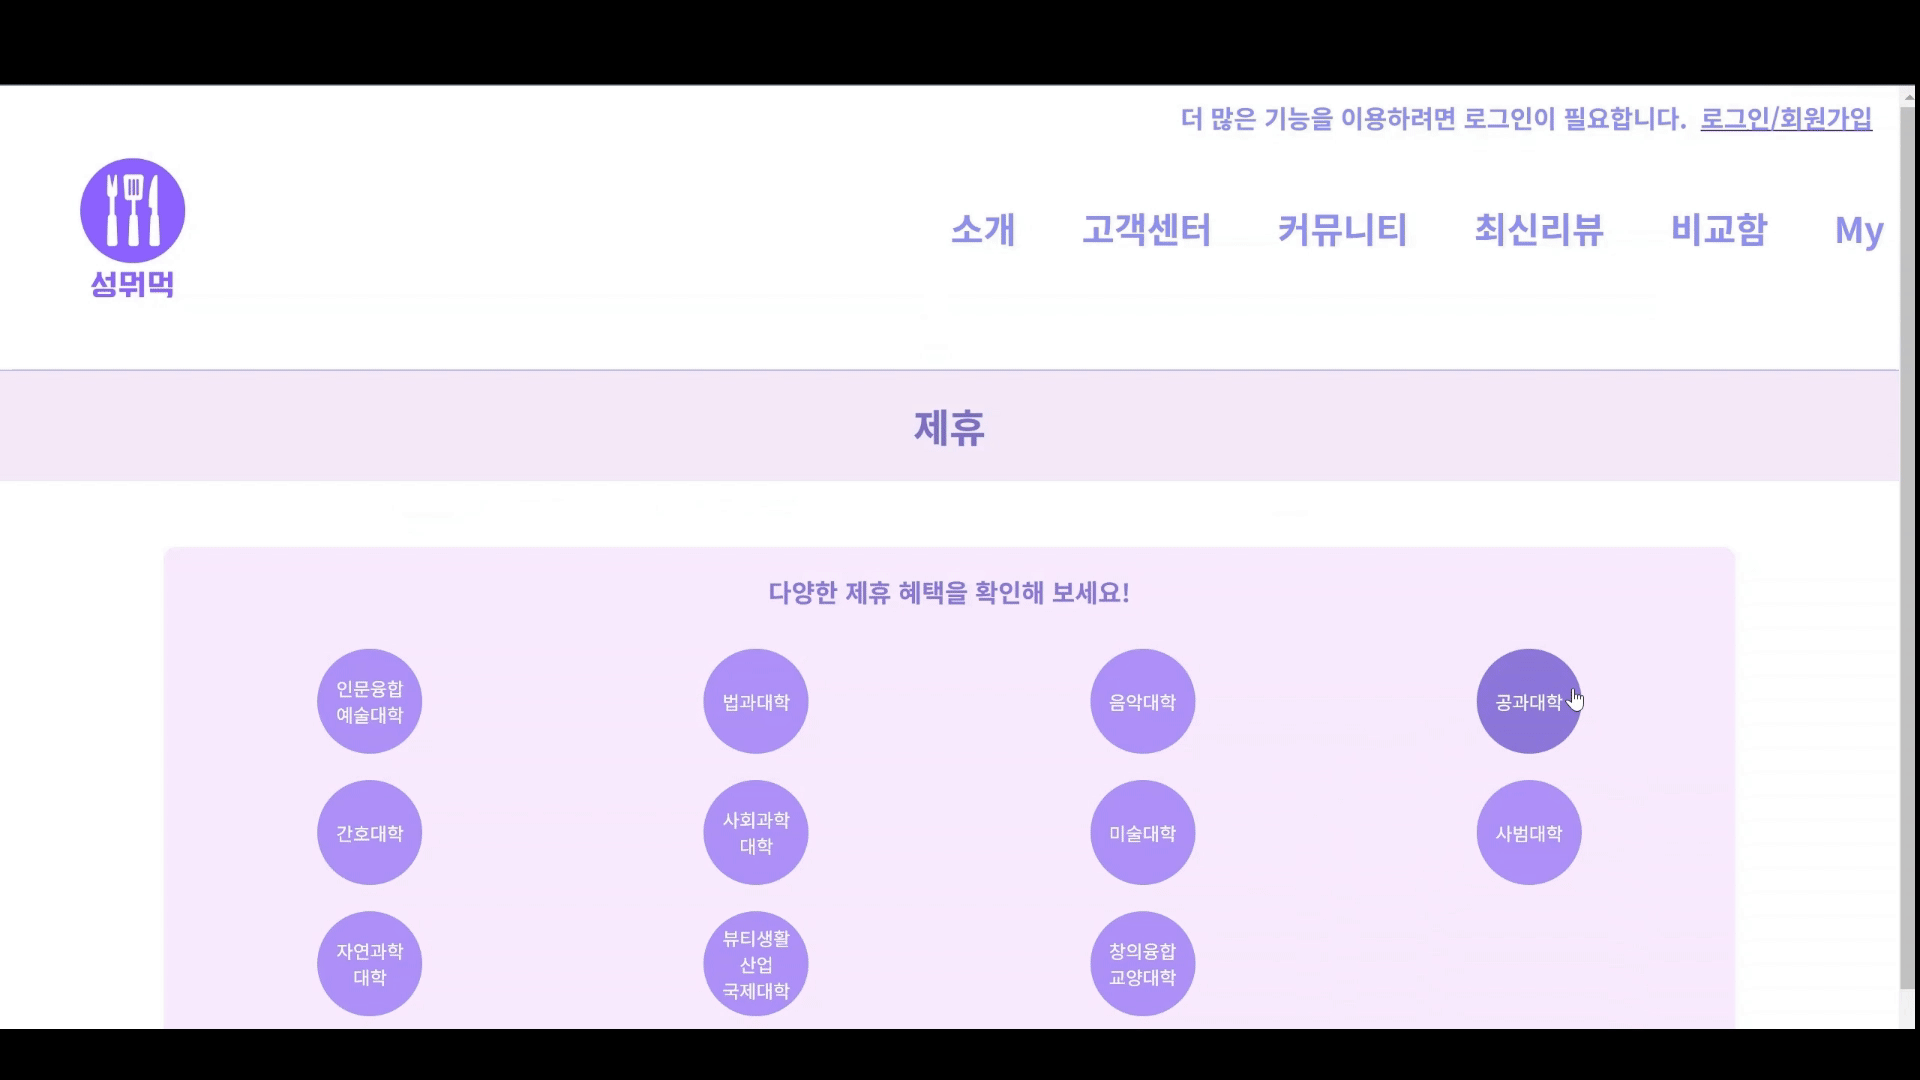 더 많은 기능을 이용하려면 로그인이 필요합니다. 로그인/회원가입
성뭐먹
소개 고객센터 커뮤니티 최신리뷰 비교함 My
제휴
다양한 제휴 혜택을 확인해 보세요!
인문융합
예술대학
법과대학
음악대학
공과대학
간호대학
사회과학
대학
미술대학
사범대학
자연과학
대학
뷰티생활
산업
국제대학
창의융합
교양대학